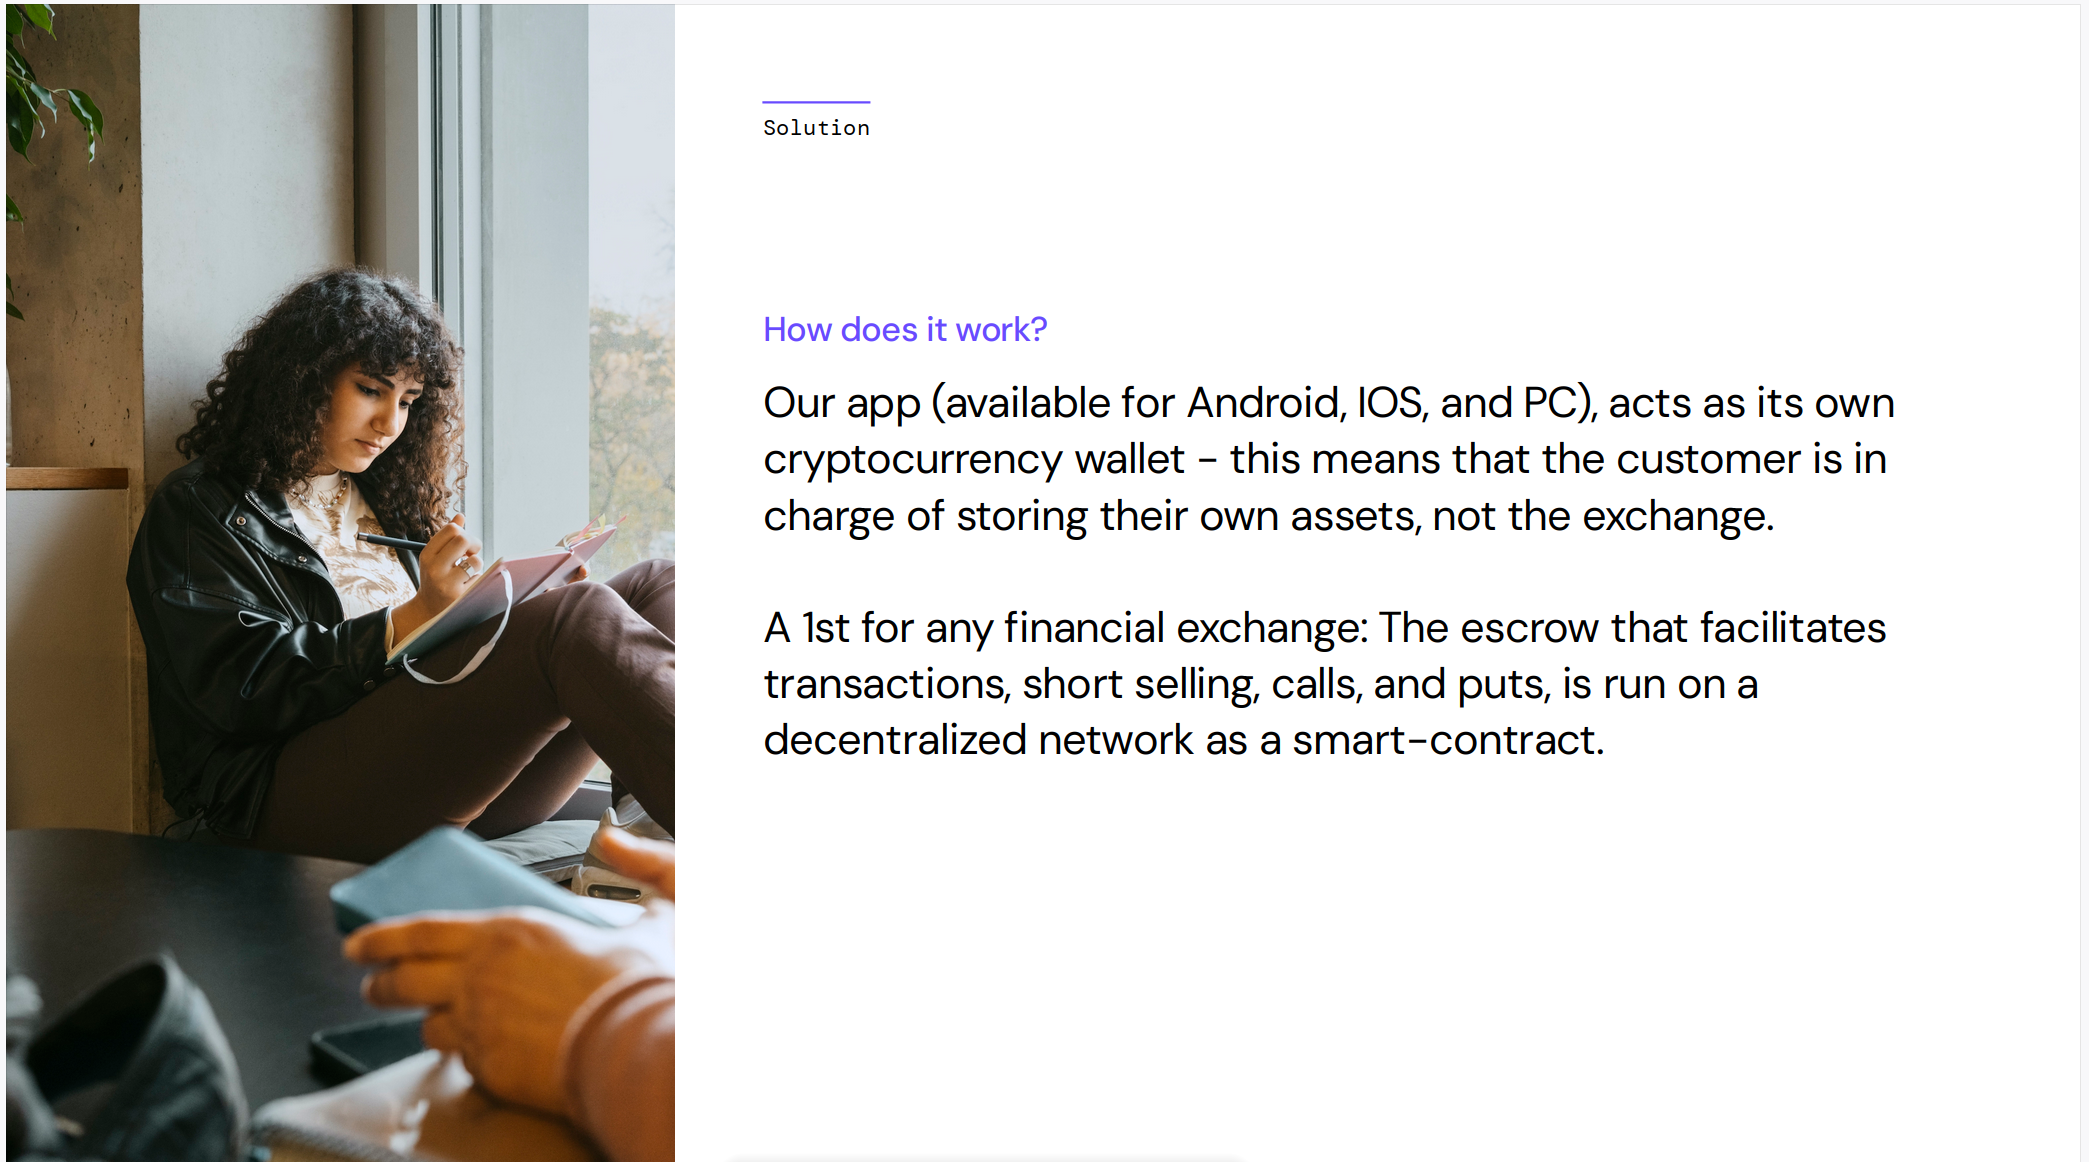 Solution
How does it work?
Our app (available for Android, IOS, and PC), acts as its own
cryptocurrency wallet - this means that the customer is in
charge of storing their own assets, not the exchange.
A 1st for any financial exchange: The escrow that facilitates
transactions, short selling, calls, and puts, is run on a
decentralized network as a smart-contract.